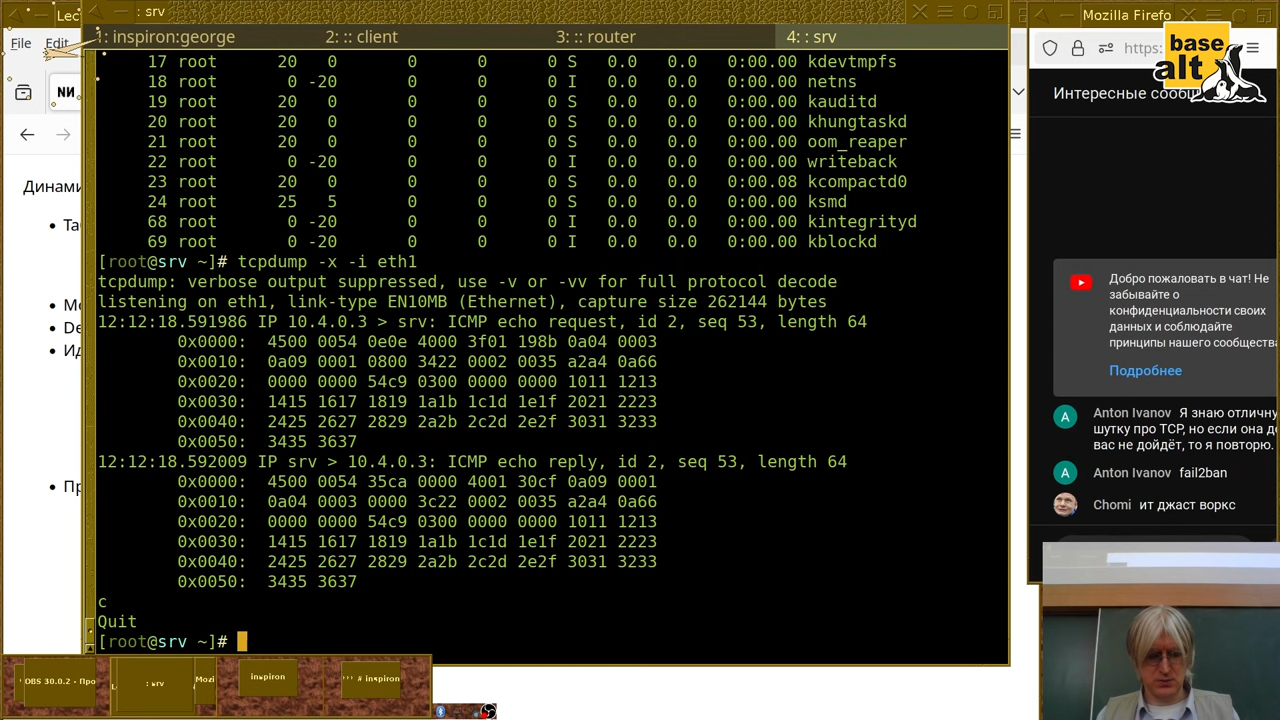 Lec
: srv
Mozilla Firefo
File Edit
1: inspiron:george
2: :: client
3: :: router
4: : srv
17 root 20 0 0 0 0 S 0.0 0.0 0:00.00 kdevtmpfs
18 root 0 -20 0 0 0 I 0.0 0.0 0:00.00 netns
19 root 20 0 0 0 0 S 0.0 0.0 0:00.00 kauditd
20 root 20 0 0 0 0 S 0.0 0.0 0:00.00 khungtaskd
21 root 20 0 0 0 0 S 0.0 0.0 0:00.00 oom_reaper
22 root 0 -20 0 0 0 I 0.0 0.0 0:00.00 writeback
23 root 20 0 0 0 0 S 0.0 0.0 0:00.08 kcompactd0
24 root 25 5 0 0 0 S 0.0 0.0 0:00.00 ksmd
68 root 0 -20 0 0 0 I 0.0 0.0 0:00.00 kintegrityd
69 root 0 -20 0 0 0 I 0.0 0.0 0:00.00 kblockd
[root@srv ~]# tcpdump -x -i eth1
tcpdump: verbose output suppressed, use -v or -vv for full protocol decode
listening on eth1, link-type EN10MB (Ethernet), capture size 262144 bytes
12:12:18.591986 IP 10.4.0.3 > srv: ICMP echo request, id 2, seq 53, length 64
0x0000: 4500 0054 0e0e 4000 3f01 198b 0a04 0003
0x0010: 0a09 0001 0800 3422 0002 0035 a2a4 0a66
0x0020: 0000 0000 54c9 0300 0000 0000 1011 1213
0x0030: 1415 1617 1819 1a1b 1c1d 1e1f 2021 2223
0x0040: 2425 2627 2829 2a2b 2c2d 2e2f 3031 3233
0x0050: 3435 3637
12:12:18.592009 IP srv > 10.4.0.3: ICMP echo reply, id 2, seq 53, length 64
0x0000: 4500 0054 35ca 0000 4001 30cf 0a09 0001
0x0010: 0a04 0003 0000 3c22 0002 0035 a2a4 0a66
0x0020: 0000 0000 54c9 0300 0000 0000 1011 1213
0x0030: 1415 1617 1819 1a1b 1c1d 1e1f 2021 2223
0x0040: 2425 2627 2829 2a2b 2c2d 2e2f 3031 3233
0x0050: 3435 3637
c
Quit
[root@srv ~]#
Динами
Та
Мо
De
Ид
Пр
https:
base
alt
Интересные сооб
Добро пожаловать в чат! Не
забывайте о
конфиденциальности своих
данных и соблюдайте
принципы нашего сообщества
Подробнее
Anton Ivanov Я знаю отличну
шутку про TCP, но если она до
вас не дойдёт, то я повторю.
Anton Ivanov fail2ban
Chomi ит джаст воркс
OBS 30.0.2 - Про
: srv
Mozi
inspiron
››› # inspiron